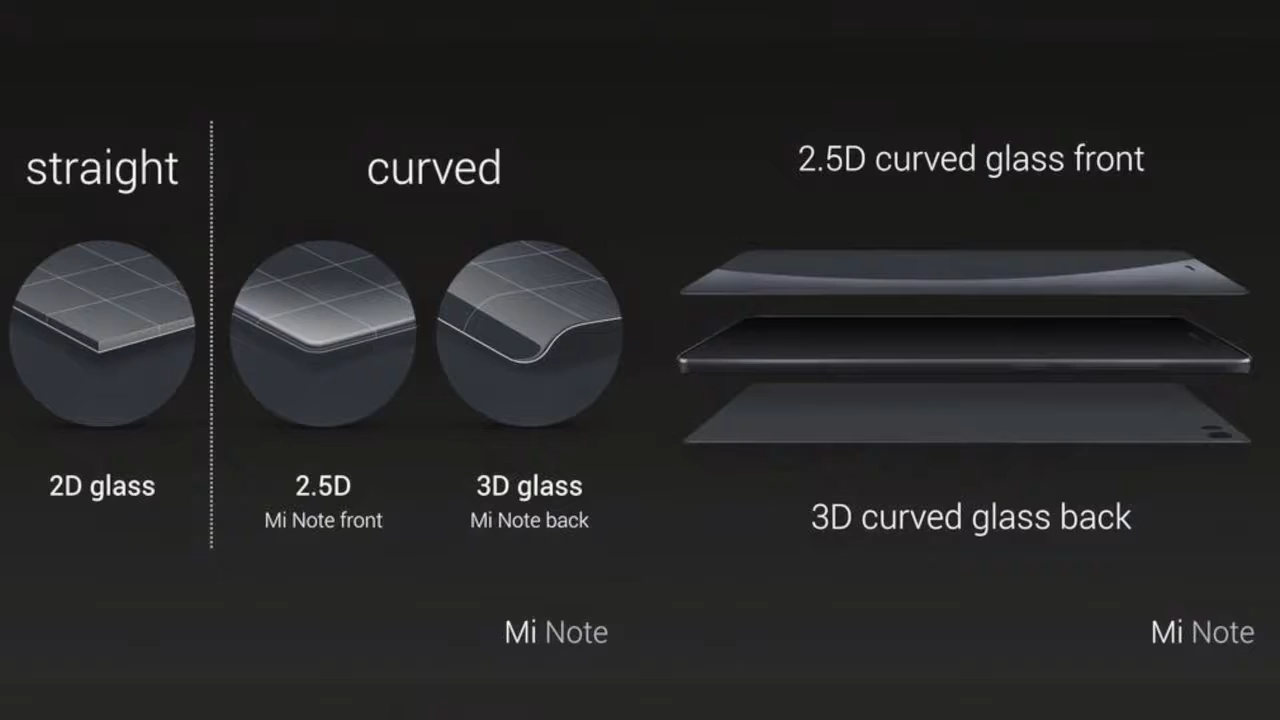 straight
curved
2D glass
2.5D
Mi Note front
3D glass
Mi Note back
Mi Note
2.5D curved glass front
3D curved glass back
Mi Note